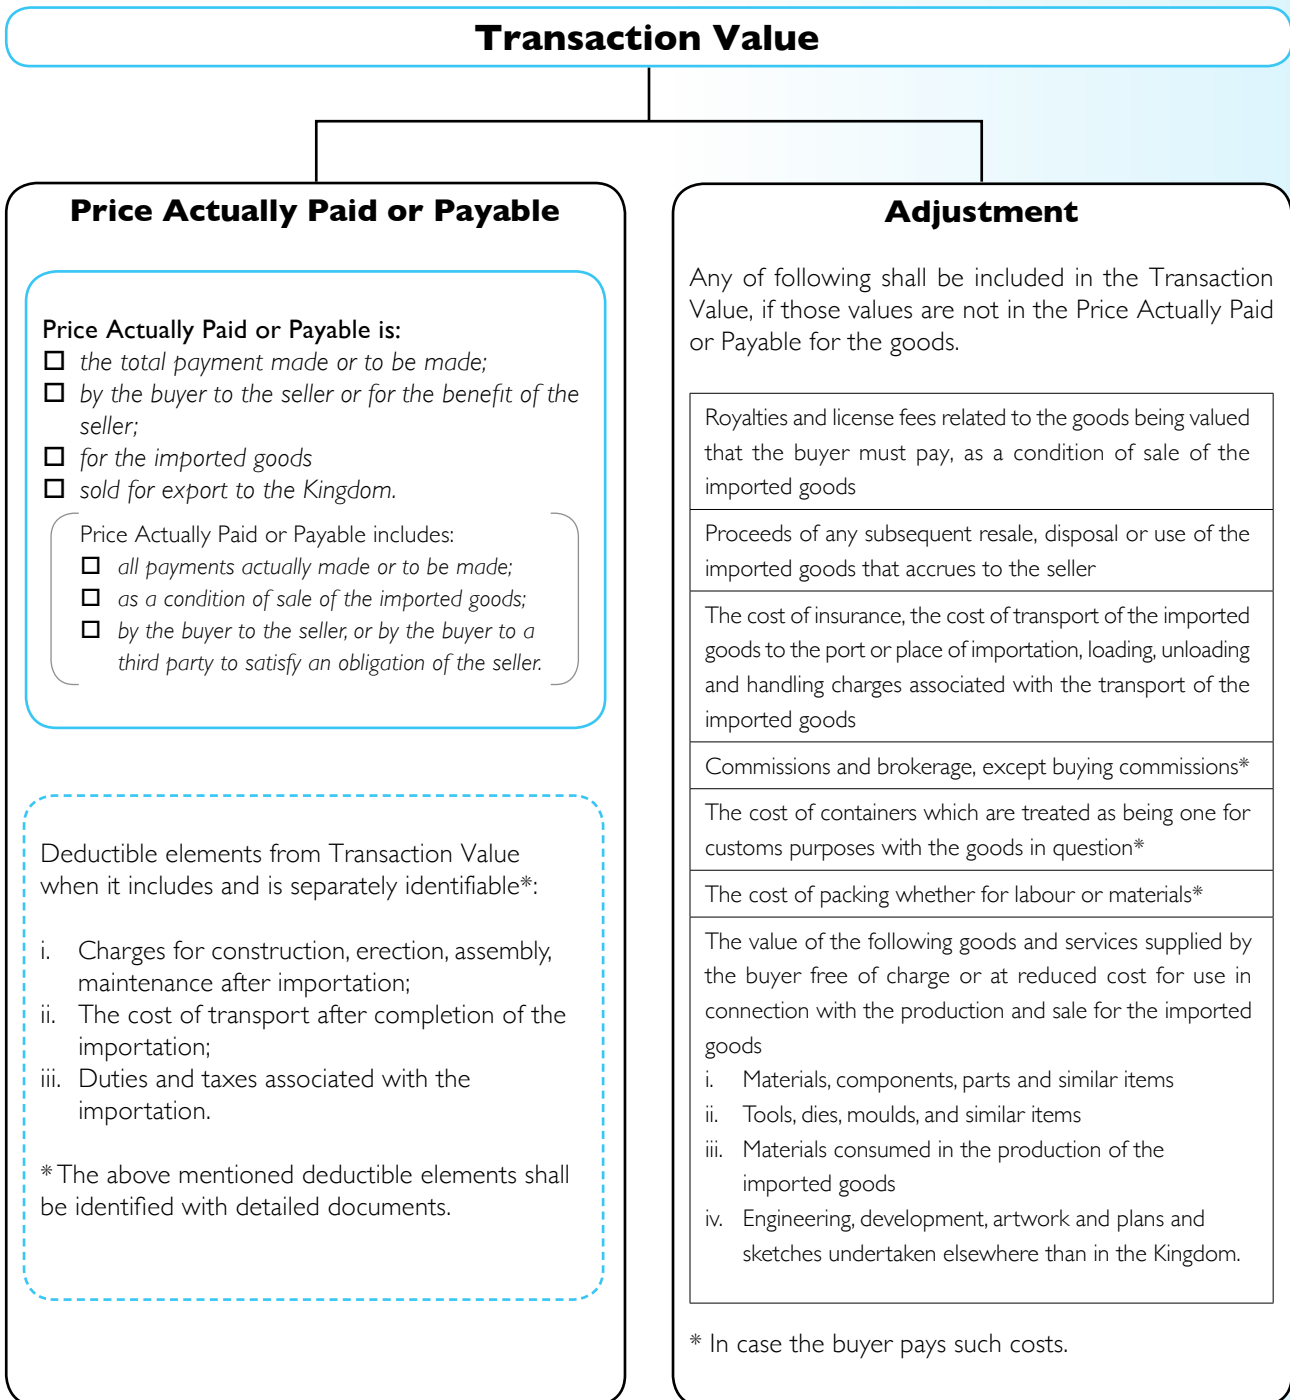 Transaction Value
Price Actually Paid or Payable
Price Actually Paid or Payable is:
☐ the total payment made or to be made;
☐ by the buyer to the seller or for the benefit of the
seller;
☐ for the imported goods
☐ sold for export to the Kingdom.
Price Actually Paid or Payable includes:
☐ all payments actually made or to be made;
☐ as a condition of sale of the imported goods;
☐ by the buyer to the seller, or by the buyer to a
third party to satisfy an obligation of the seller.
Deductible elements from Transaction Value
when it includes and is separately identifiable*:
i. Charges for construction, erection, assembly,
maintenance after importation;
ii. The cost of transport after completion of the
importation;
iii. Duties and taxes associated with the
importation.
* The above mentioned deductible elements shall
be identified with detailed documents.
Adjustment
Any of following shall be included in the Transaction
Value, if those values are not in the Price Actually Paid
or Payable for the goods.
Royalties and license fees related to the goods being valued
that the buyer must pay, as a condition of sale of the
imported goods
Proceeds of any subsequent resale, disposal or use of the
imported goods that accrues to the seller
The cost of insurance, the cost of transport of the imported
goods to the port or place of importation, loading, unloading
and handling charges associated with the transport of the
imported goods
Commissions and brokerage, except buying commissions*
The cost of containers which are treated as being one for
customs purposes with the goods in question*
The cost of packing whether for labour or materials*
The value of the following goods and services supplied by
the buyer free of charge or at reduced cost for use in
connection with the production and sale for the imported
goods
i. Materials, components, parts and similar items
ii. Tools, dies, moulds, and similar items
iii. Materials consumed in the production of the
imported goods
iv. Engineering, development, artwork and plans and
sketches undertaken elsewhere than in the Kingdom.
* In case the buyer pays such costs.